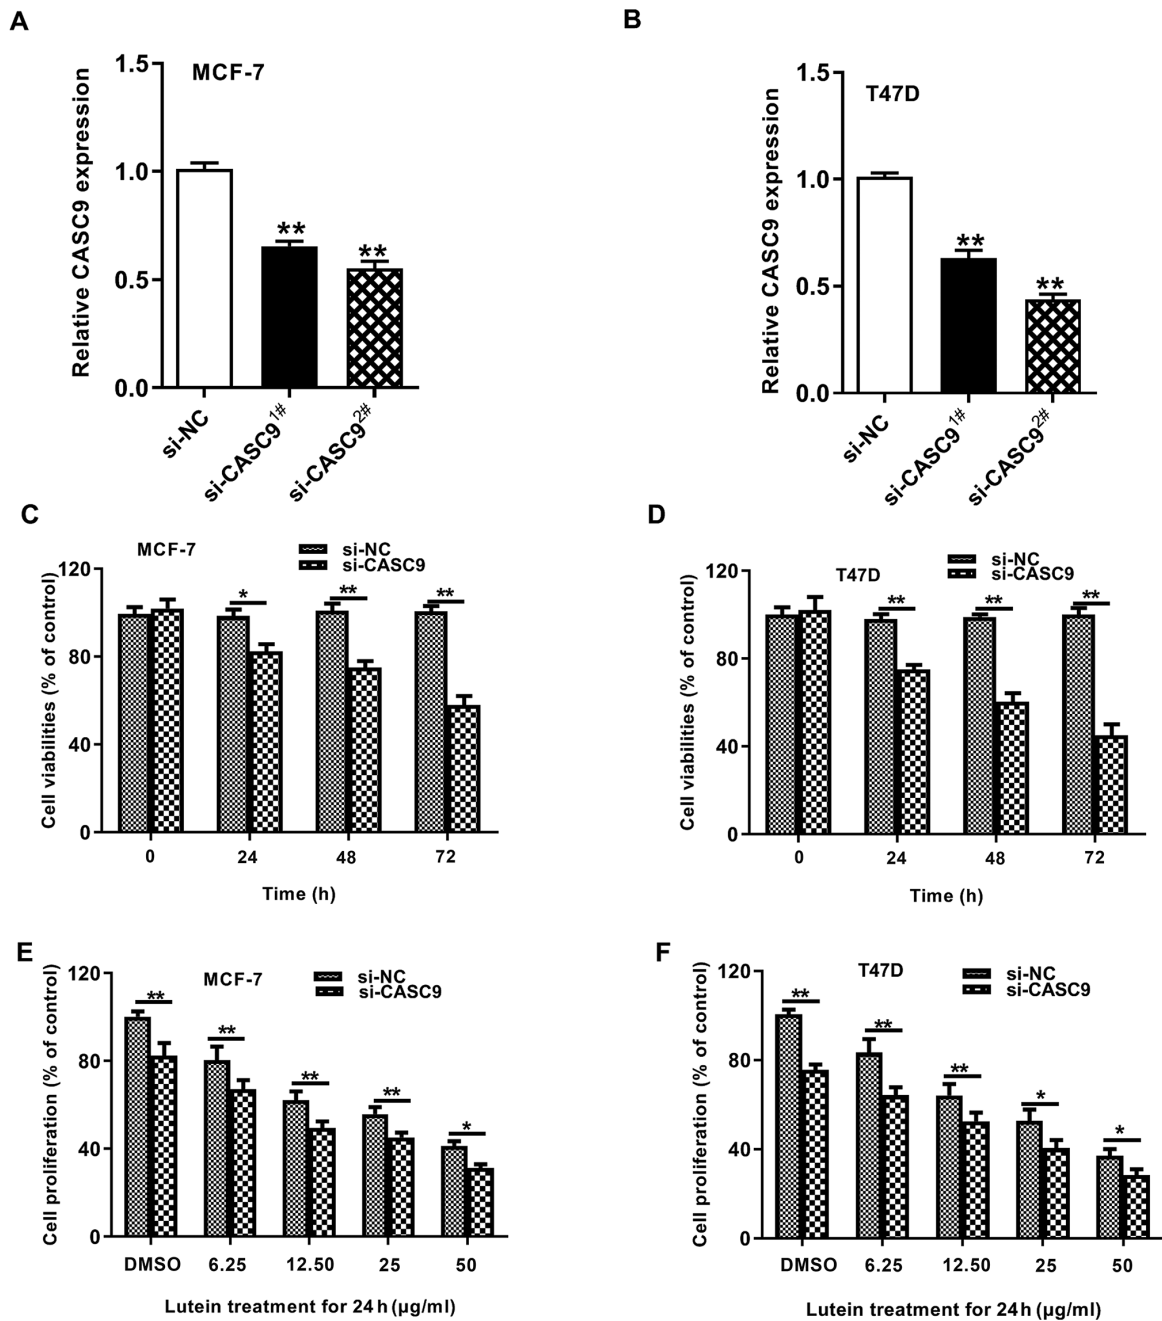 A
MCF-7
Relative CASC9 expression
1.5
1.0
0.5
0.0
**
**
si-NC
si-CASC9 1#
si-CASC9 2#
B
T47D
Relative CASC9 expression
1.5
1.0
0.5
0.0
**
**
si-NC
si-CASC9 1#
si-CASC9 2#
C
MCF-7
si-NC
si-CASC9
Cell viabilities (% of control)
120
80
40
0
*
**
**
0 24 48 72
Time (h)
D
T47D
si-NC
si-CASC9
Cell viabilities (% of control)
120
80
40
0
**
**
**
0 24 48 72
Time (h)
E
MCF-7
si-NC
si-CASC9
Cell proliferation (% of control)
120
80
40
0
**
**
**
**
*
DMSO 6.25 12.50 25 50
Lutein treatment for 24 h (µg/ml)
F
T47D
si-NC
si-CASC9
Cell proliferation (% of control)
120
80
40
0
**
**
**
*
*
DMSO 6.25 12.50 25 50
Lutein treatment for 24 h (µg/ml)